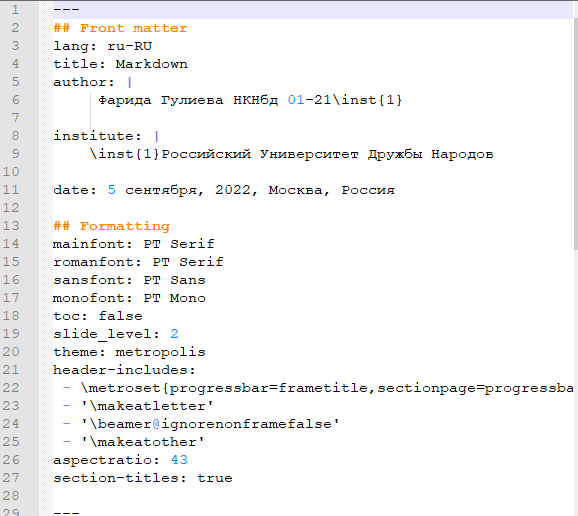 1 ---
2 ## Front matter
3 lang: ru-RU
4 title: Markdown
5 author: |
6 Фарида Гулиева НКНбд 01-21\inst{1}
7
8 institute: |
9 \inst{1}Российский Университет Дружбы Народов
10
11 date: 5 сентября, 2022, Москва, Россия
12
13 ## Formatting
14 mainfont: PT Serif
15 romanfont: PT Serif
16 sansfont: PT Sans
17 monofont: PT Mono
18 toc: false
19 slide_level: 2
20 theme: metropolis
21 header-includes:
22 - \metroset{progressbar=frametitle,sectionpage=progressba
23 - '\makeatletter'
24 - '\beamer@ignorenonframefalse'
25 - '\makeatother'
26 aspectratio: 43
27 section-titles: true
28
29 ---